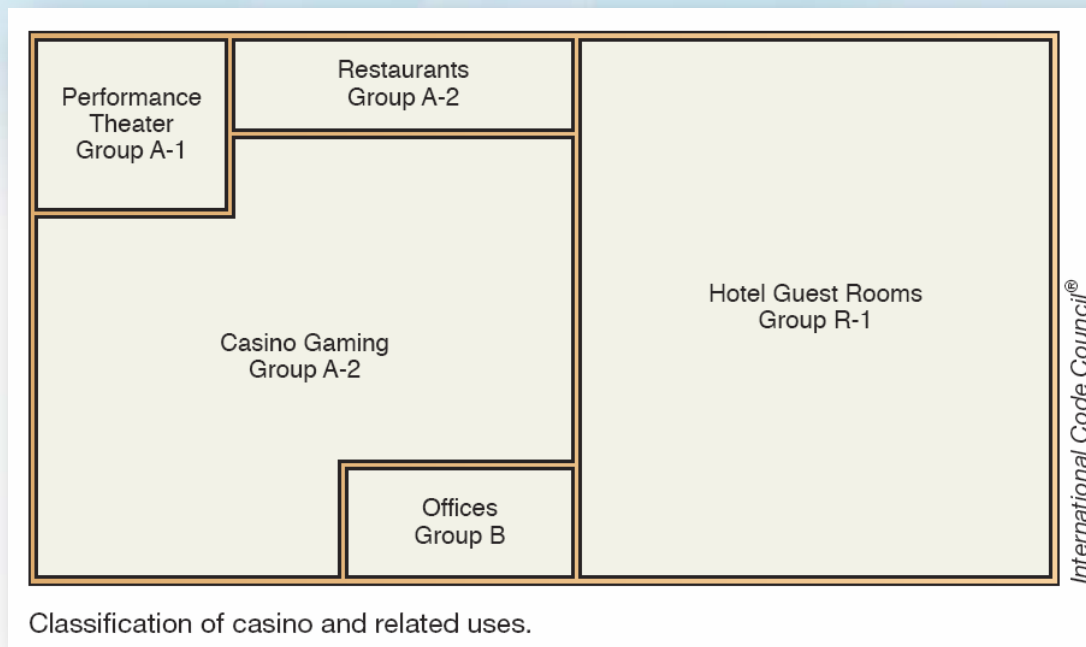 Performance
Theater
Group A-1
Restaurants
Group A-2
Casino Gaming
Group A-2
Offices
Group B
Hotel Guest Rooms
Group R-1
International Code Council®
Classification of casino and related uses.